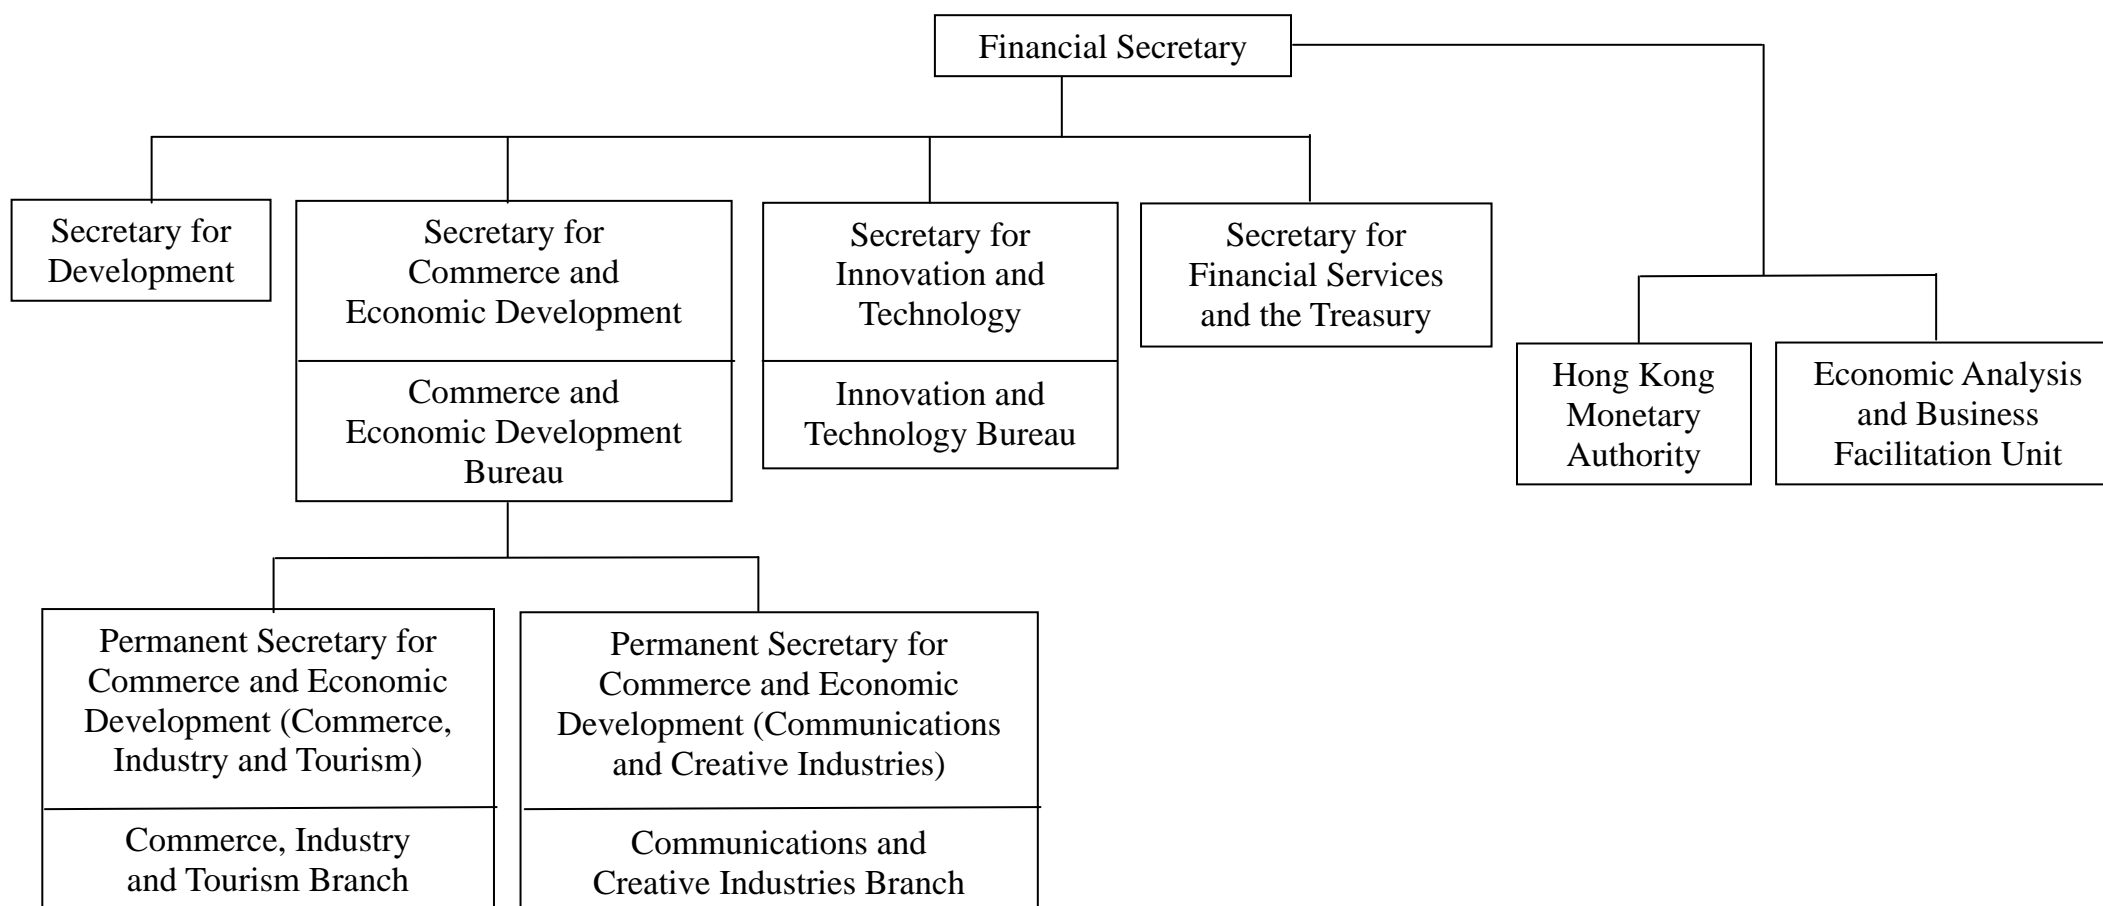 Financial Secretary
Secretary for
Development
Secretary for
Commerce and
Economic Development
Commerce and
Economic Development
Bureau
Secretary for
Innovation and
Technology
Innovation and
Technology Bureau
Secretary for
Financial Services
and the Treasury
Hong Kong
Monetary
Authority
Economic Analysis
and Business
Facilitation Unit
Permanent Secretary for
Commerce and Economic
Development (Commerce,
Industry and Tourism)
Commerce, Industry
and Tourism Branch
Permanent Secretary for
Commerce and Economic
Development (Communications
and Creative Industries)
Communications and
Creative Industries Branch